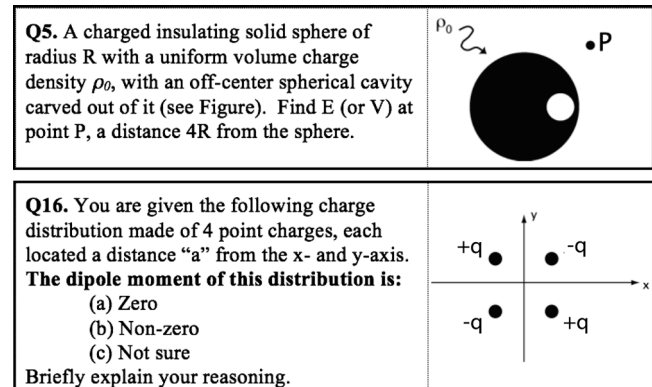 Q5. A charged insulating solid sphere of
radius R with a uniform volume charge
density ρ₀, with an off-center spherical cavity
carved out of it (see Figure). Find E (or V) at
point P, a distance 4R from the sphere.
ρ₀
•P
Q16. You are given the following charge
distribution made of 4 point charges, each
located a distance “a” from the x- and y-axis.
The dipole moment of this distribution is:
(a) Zero
(b) Non-zero
(c) Not sure
Briefly explain your reasoning.
y
+q
-q
x
-q
+q